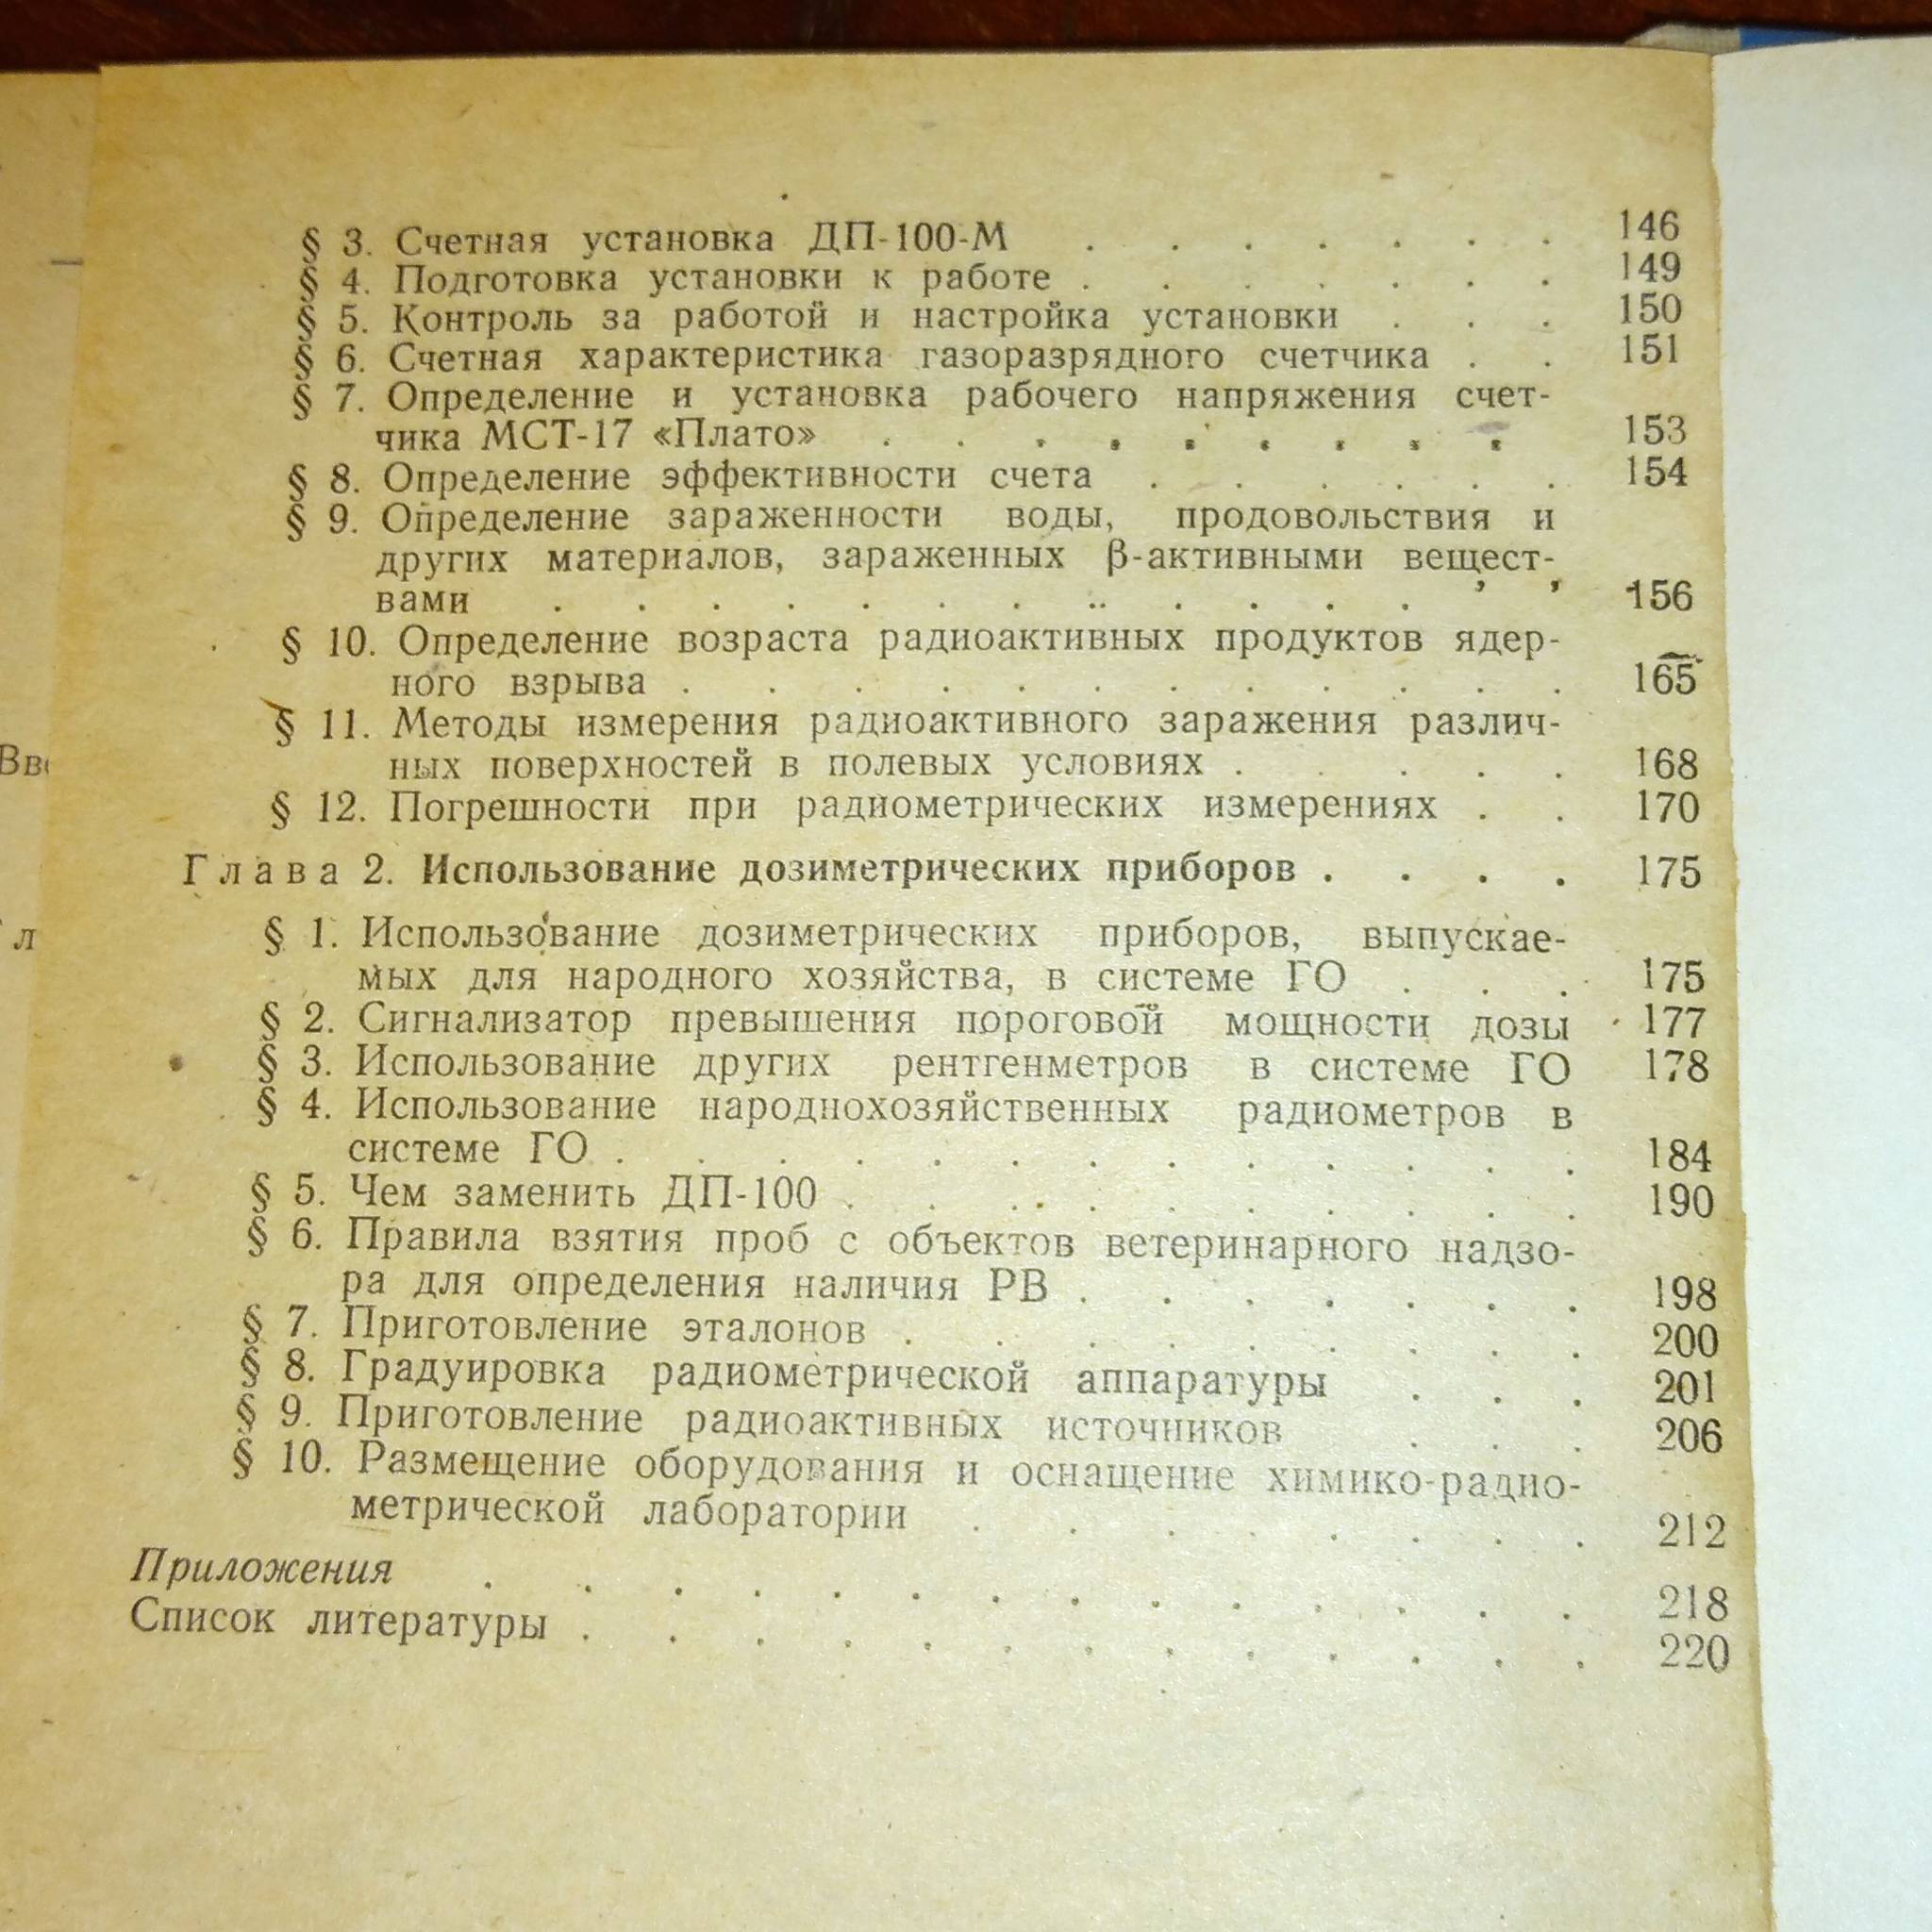 § 3. Счетная установка ДП-100-М . . . . . . . 146
§ 4. Подготовка установки к работе . . . . . . . 149
§ 5. Контроль за работой и настройка установки . . . 150
§ 6. Счетная характеристика газоразрядного счетчика . . 151
§ 7. Определение и установка рабочего напряжения счет-
чика МСТ-17 «Плато» . . . . . . . . . 153
§ 8. Определение эффективности счета . . . . . . 154
§ 9. Определение зараженности воды, продовольствия и
других материалов, зараженных β-активными вещест-
вами . . . . . . . . . . . . . . 156
§ 10. Определение возраста радиоактивных продуктов ядер-
ного взрыва . . . . . . . . . . . . 165
§ 11. Методы измерения радиоактивного заражения различ-
ных поверхностей в полевых условиях . . . . . 168
§ 12. Погрешности при радиометрических измерениях . . 170
Глава 2. Использование дозиметрических приборов . . . . 175
§ 1. Использование дозиметрических приборов, выпускае-
мых для народного хозяйства, в системе ГО . . . 175
§ 2. Сигнализатор превышения пороговой мощности дозы 177
§ 3. Использование других рентгенметров в системе ГО 178
§ 4. Использование народнохозяйственных радиометров в
системе ГО . . . . . . . . . . . . . 184
§ 5. Чем заменить ДП-100 . . . . . . . . . . 190
§ 6. Правила взятия проб с объектов ветеринарного надзо-
ра для определения наличия РВ . . . . . . . 198
§ 7. Приготовление эталонов . . . . . . . . . 200
§ 8. Градуировка радиометрической аппаратуры . . . 201
§ 9. Приготовление радиоактивных источников . . . 206
§ 10. Размещение оборудования и оснащение химико-радио-
метрической лаборатории . . . . . . . . 212
Приложения . . . . . . . . . . . . . . 218
Список литературы . . . . . . . . . . . . . 220